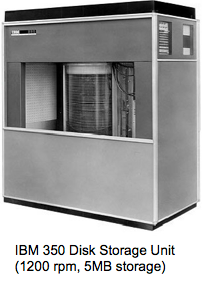 IBM 350 Disk Storage Unit
(1200 rpm, 5MB storage)